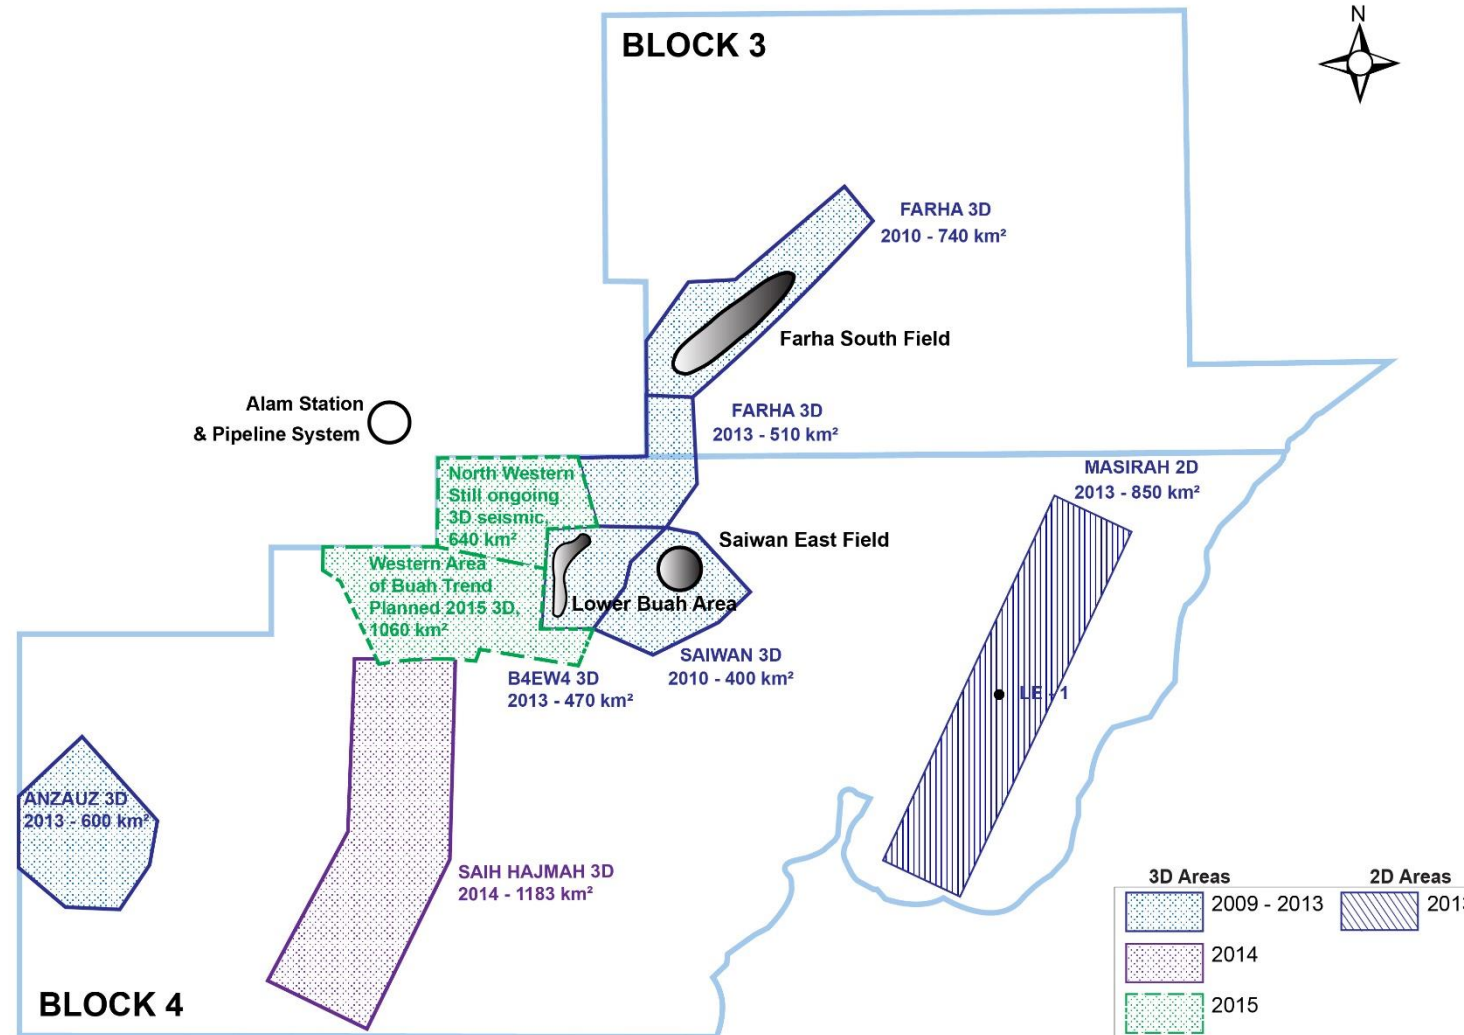 N
BLOCK 3
FARHA 3D
2010 - 740 km²
Farha South Field
Alam Station
& Pipeline System
FARHA 3D
2013 - 510 km²
MASIRAH 2D
2013 - 850 km²
North Western
Still ongoing
3D seismic,
640 km²
Saiwan East Field
Western Area
of Buah Trend
Planned 2015 3D,
1060 km²
Lower Buah Area
SAIWAN 3D
2010 - 400 km²
B4EW4 3D
2013 - 470 km²
LE - 1
ANZAUZ 3D
2013 - 600 km²
SAIH HAJMAH 3D
2014 - 1183 km²
BLOCK 4
3D Areas
2D Areas
2009 - 2013
2014
2015